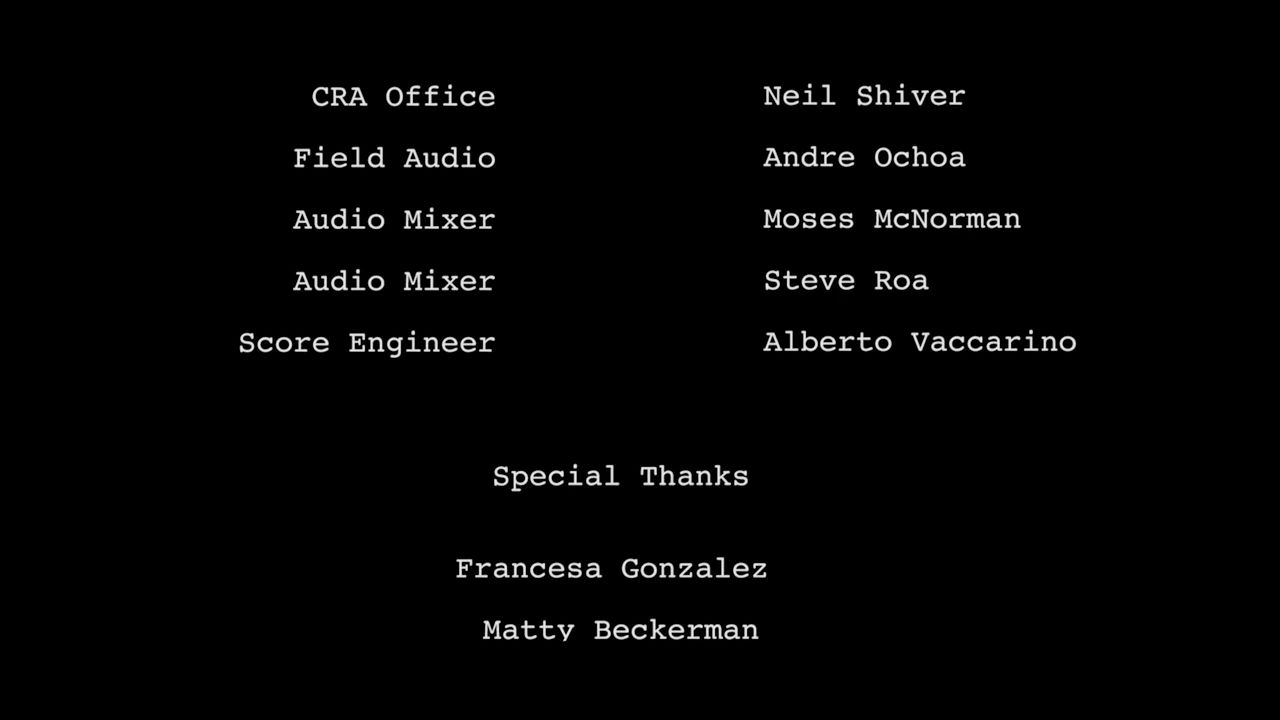 CRA Office Neil Shiver
Field Audio Andre Ochoa
Audio Mixer Moses McNorman
Audio Mixer Steve Roa
Score Engineer Alberto Vaccarino
Special Thanks
Francesa Gonzalez
Matty Beckerman